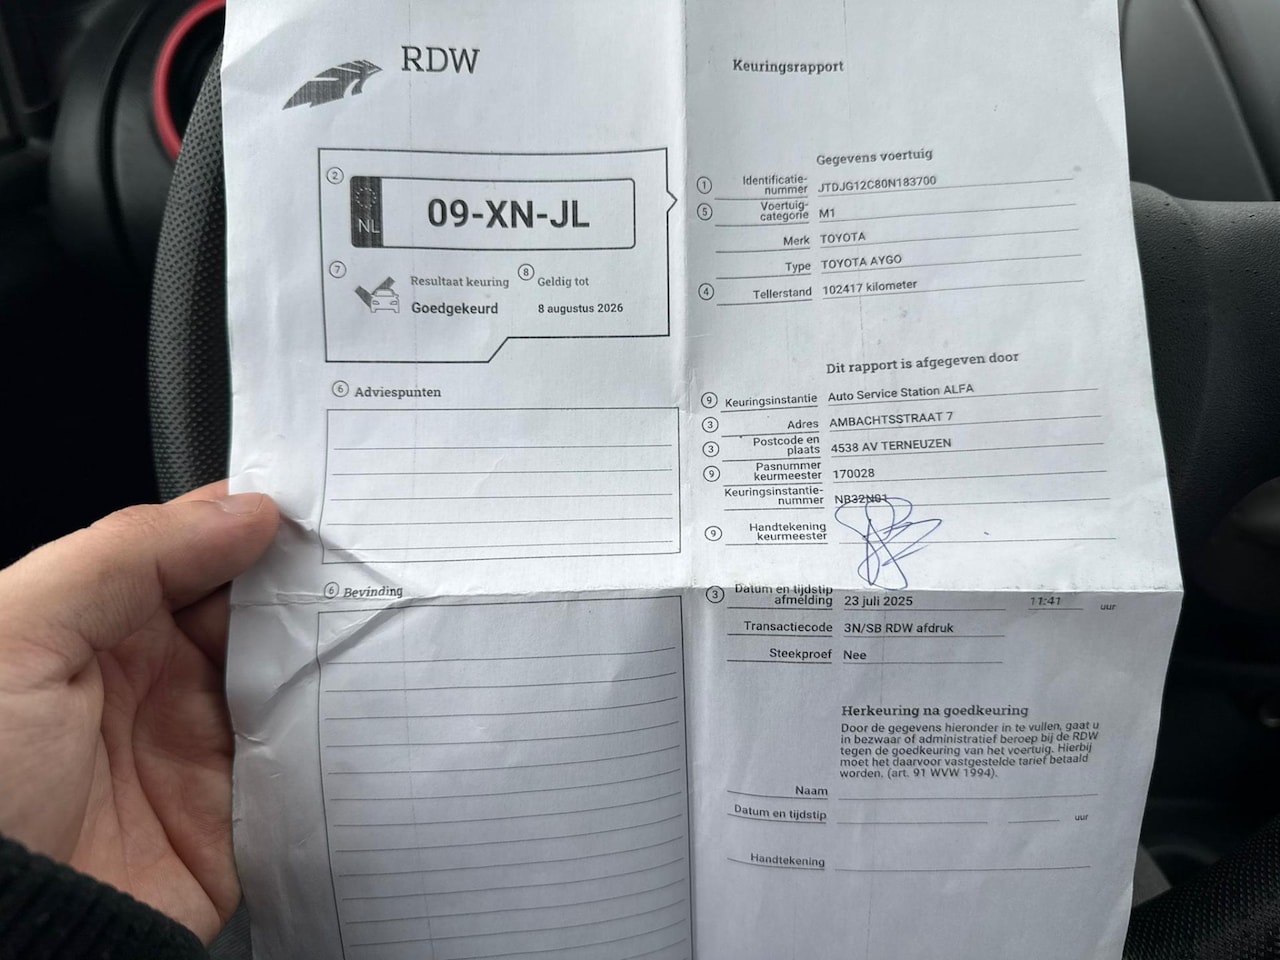 RDW
Keuringsrapport
2
NL
09-XN-JL
7
Resultaat keuring
Goedgekeurd
8
Geldig tot
8 augustus 2026
6 Adviespunten
6 Bevinding
Gegevens voertuig
1 Identificatie-
nummer JTDJG12C80N183700
5 Voertuig-
categorie M1
Merk TOYOTA
Type TOYOTA AYGO
4 Tellerstand 102417 kilometer
Dit rapport is afgegeven door
9 Keuringsinstantie Auto Service Station ALFA
3 Adres AMBACHTSSTRAAT 7
3 Postcode en
plaats 4538 AV TERNEUZEN
9 Pasnummer
keurmeester 170028
Keuringsinstantie-
nummer NB32N01
9 Handtekening
keurmeester
3 Datum en tijdstip
afmelding 23 juli 2025 11:41 uur
Transactiecode 3N/SB RDW afdruk
Steekproef Nee
Herkeuring na goedkeuring
Door de gegevens hieronder in te vullen, gaat u
in bezwaar of administratief beroep bij de RDW
tegen de goedkeuring van het voertuig. Hierbij
moet het daarvoor vastgestelde tarief betaald
worden. (art. 91 WVW 1994).
Naam
Datum en tijdstip uur
Handtekening